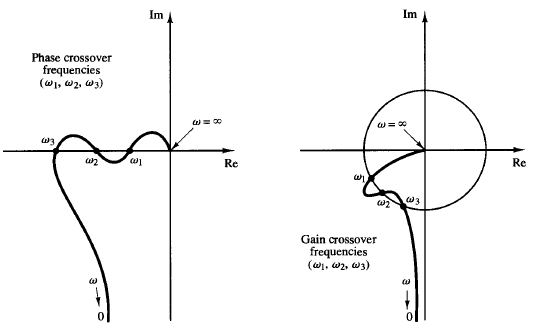 Im
Phase crossover
frequencies
(ω1, ω2, ω3)
ω = ∞
ω3
ω2
ω1
Re
ω
0
Im
ω = ∞
Re
ω1
ω2
ω3
Gain crossover
frequencies
(ω1, ω2, ω3)
ω
0